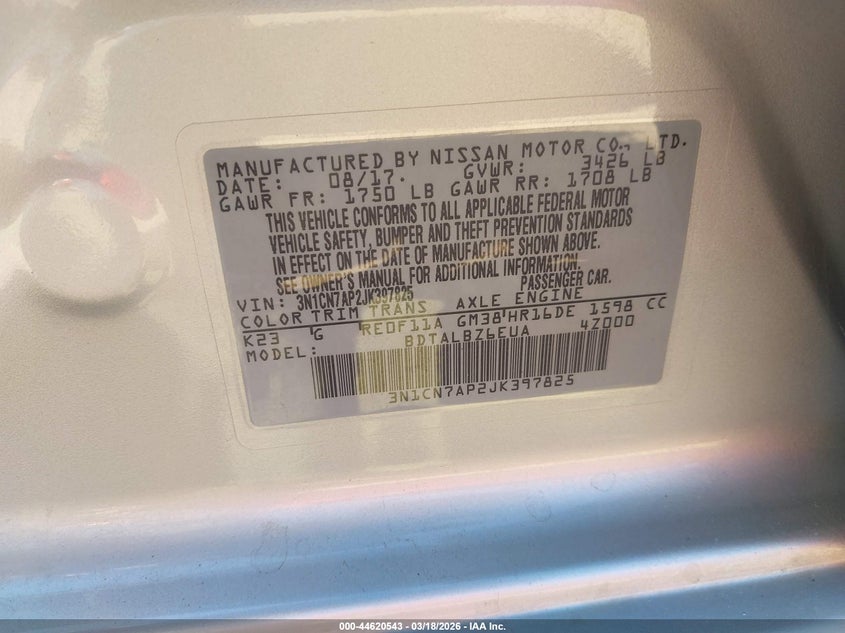 MANUFACTURED BY NISSAN MOTOR CO., LTD.
DATE: 08/17 GVWR: 3426 LB
GAWR FR: 1750 LB GAWR RR: 1708 LB
THIS VEHICLE CONFORMS TO ALL APPLICABLE FEDERAL MOTOR
VEHICLE SAFETY, BUMPER AND THEFT PREVENTION STANDARDS
IN EFFECT ON THE DATE OF MANUFACTURE SHOWN ABOVE.
SEE OWNER'S MANUAL FOR ADDITIONAL INFORMATION.
VIN: 3N1CN7AP2JK397825 PASSENGER CAR.
COLOR TRIM TRANS AXLE ENGINE
K23 G RE0F11A GM38 HR16DE 1598 CC
MODEL: BDTALBZ6EUA 4Z000
3N1CN7AP2JK397825
000-44620543 - 03/18/2026 - IAA Inc.